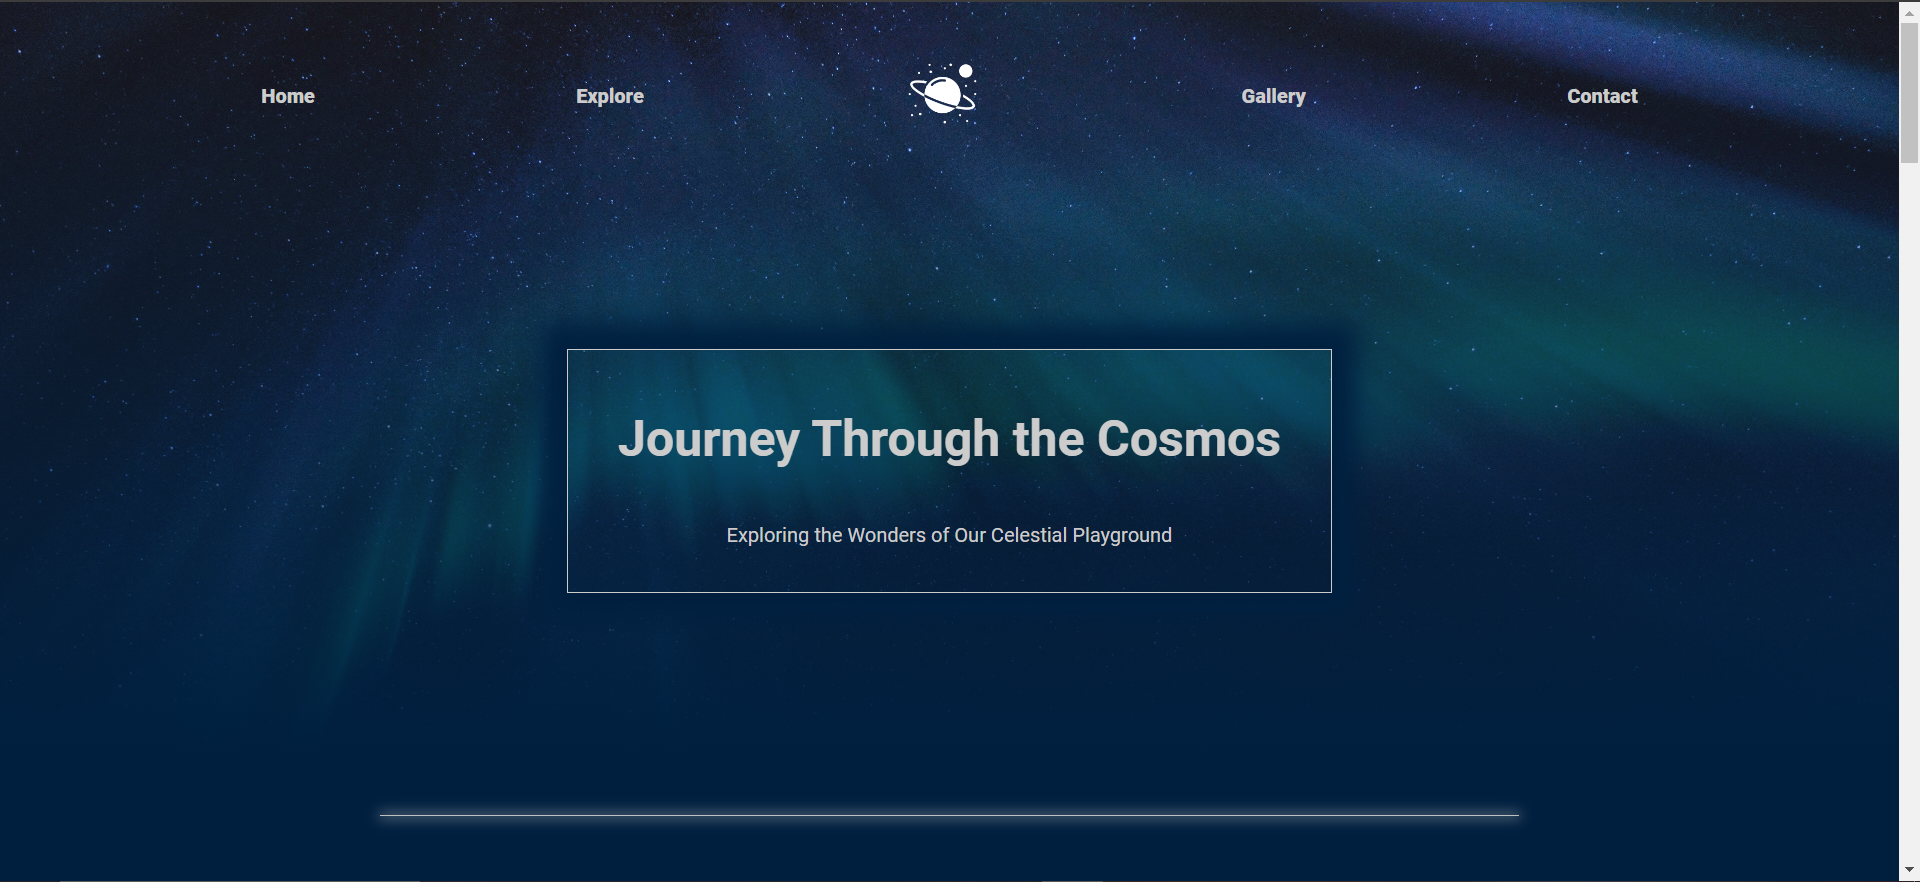 Home
Explore
Gallery
Contact
Journey Through the Cosmos
Exploring the Wonders of Our Celestial Playground